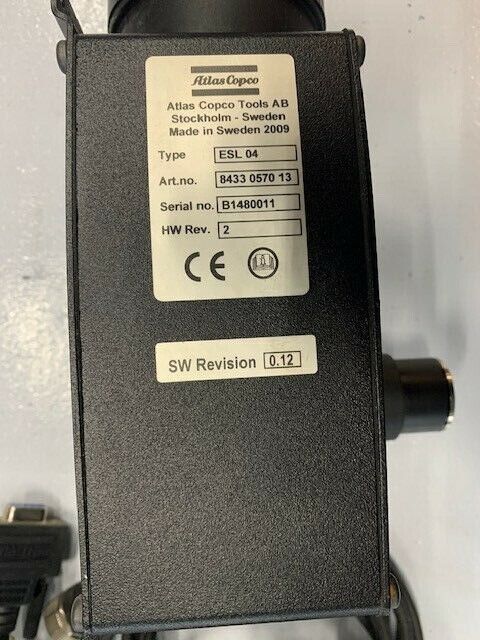 Atlas Copco
Atlas Copco Tools AB
Stockholm - Sweden
Made in Sweden 2009
Type ESL 04
Art.no. 8433 0570 13
Serial no. B1480011
HW Rev. 2
CE
SW Revision 0.12